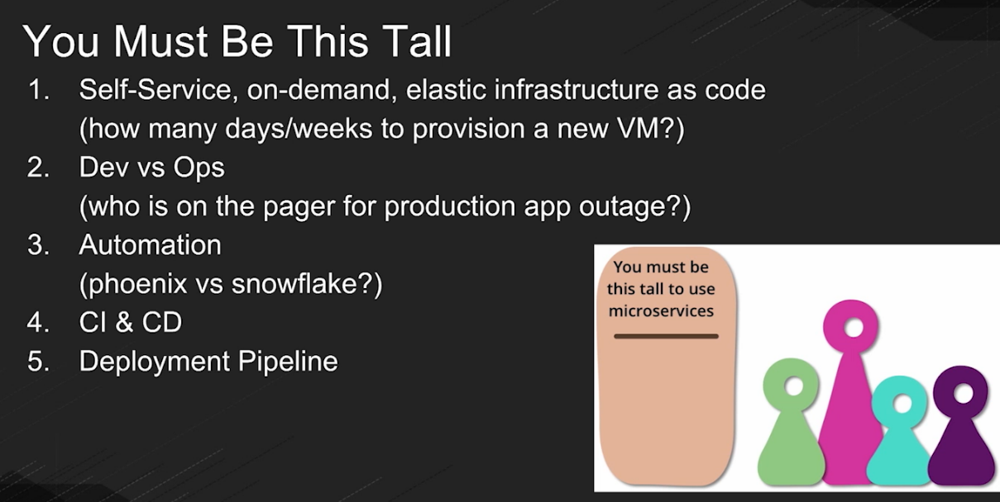 You Must Be This Tall
1. Self-Service, on-demand, elastic infrastructure as code
(how many days/weeks to provision a new VM?)
2. Dev vs Ops
(who is on the pager for production app outage?)
3. Automation
(phoenix vs snowflake?)
4. CI & CD
5. Deployment Pipeline
You must be
this tall to use
microservices